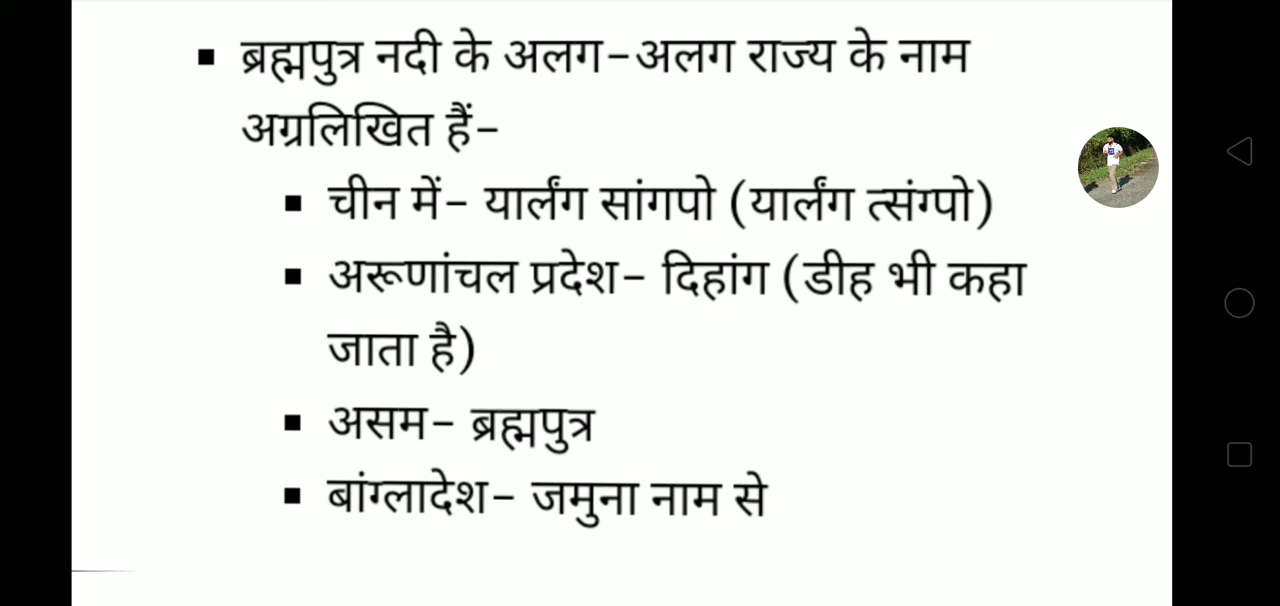 ▪ ब्रह्मपुत्र नदी के अलग-अलग राज्य के नाम
अग्रलिखित हैं-
▪ चीन में- यार्लंग सांगपो (यार्लंग त्संग्पो)
▪ अरूणांचल प्रदेश- दिहांग (डीह भी कहा
जाता है)
▪ असम- ब्रह्मपुत्र
▪ बांग्लादेश- जमुना नाम से